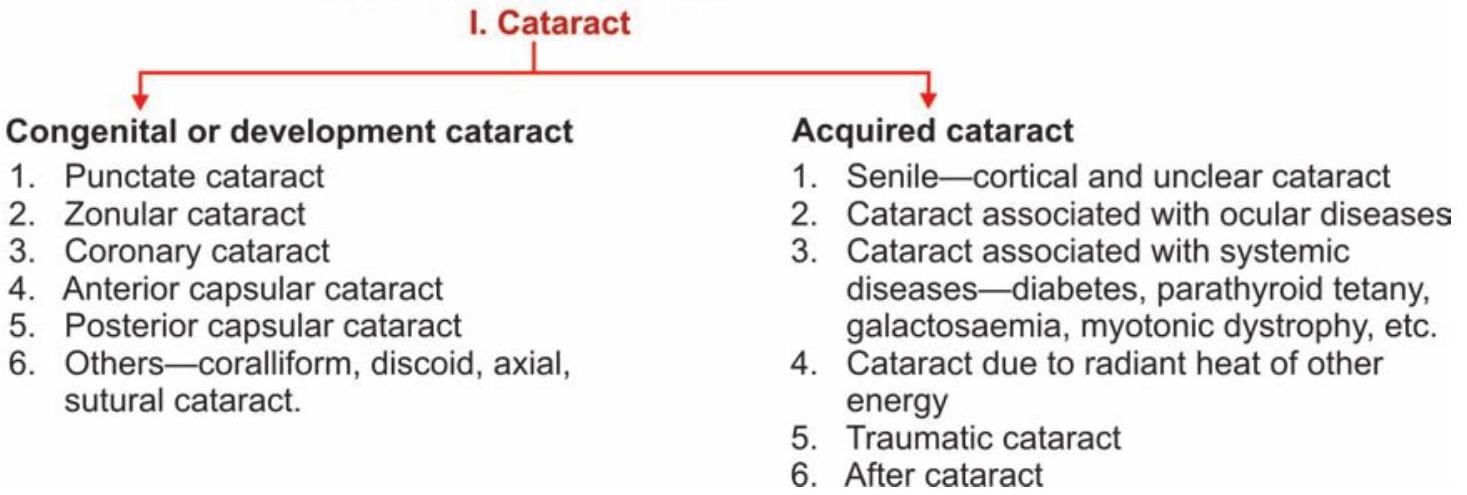 I. Cataract
Congenital or development cataract
1. Punctate cataract
2. Zonular cataract
3. Coronary cataract
4. Anterior capsular cataract
5. Posterior capsular cataract
6. Others—coralliform, discoid, axial,
sutural cataract.
Acquired cataract
1. Senile—cortical and unclear cataract
2. Cataract associated with ocular diseases
3. Cataract associated with systemic
diseases—diabetes, parathyroid tetany,
galactosaemia, myotonic dystrophy, etc.
4. Cataract due to radiant heat of other
energy
5. Traumatic cataract
6. After cataract